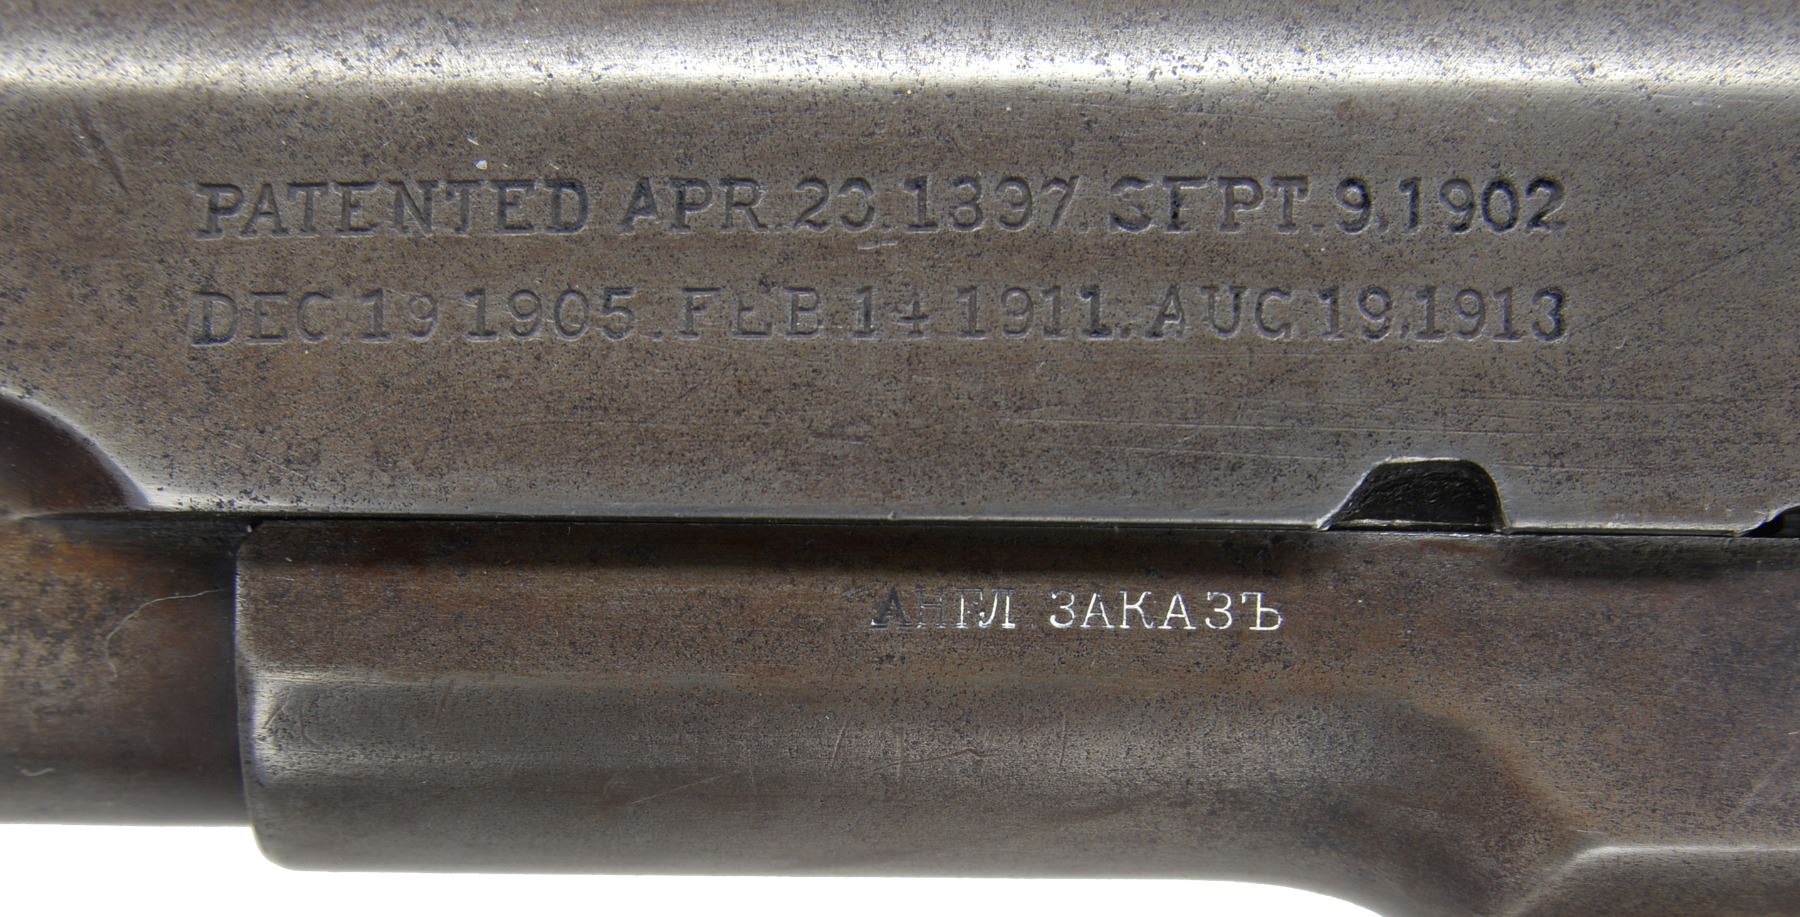 PATENTED APR. 20. 1897. SEPT. 9, 1902
DEC. 19 1905. FEB 14 1911. AUG. 19, 1913
АНГЛ ЗАКАЗЪ